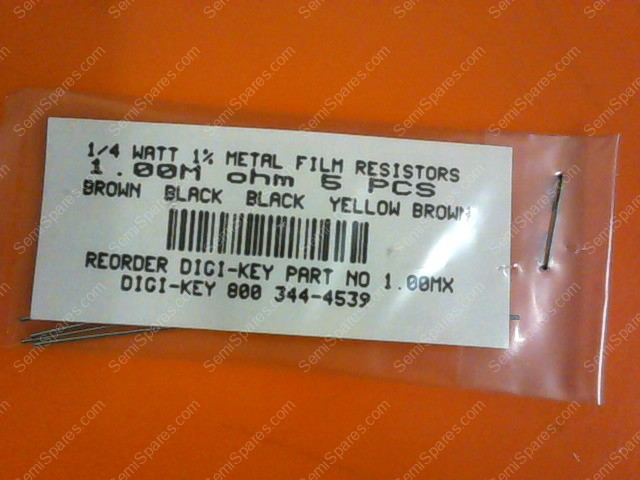 1/4 WATT 1% METAL FILM RESISTORS
1.00M ohm 5 PCS
BROWN BLACK BLACK YELLOW BROWN
REORDER DIGI-KEY PART NO 1.00MX
DIGI-KEY 800 344-4539
SemiSpares.com